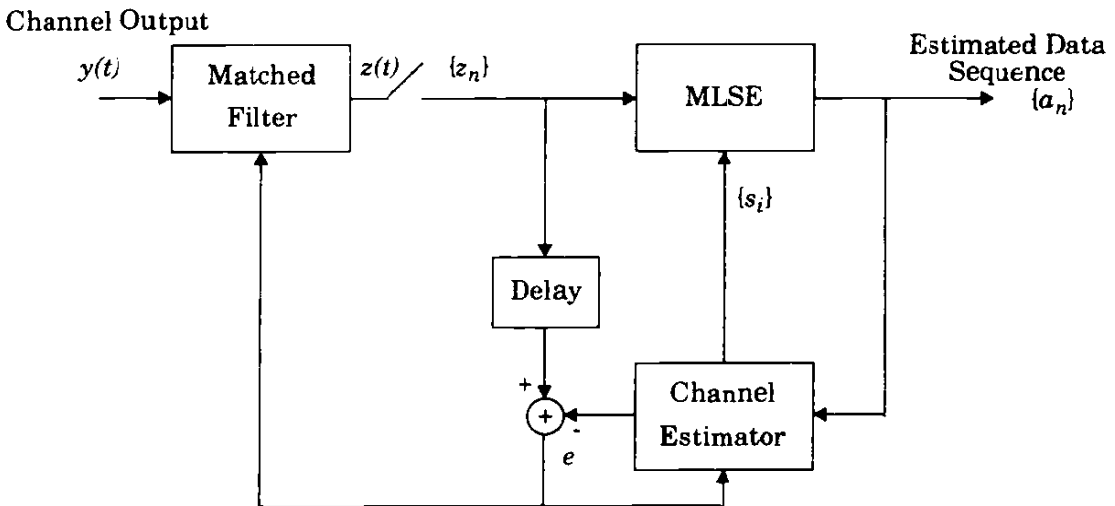 Channel Output
y(t)
Matched
Filter
z(t)
{z_n}
MLSE
Estimated Data
Sequence
{a_n}
{s_i}
Delay
+
+
-
e
Channel
Estimator